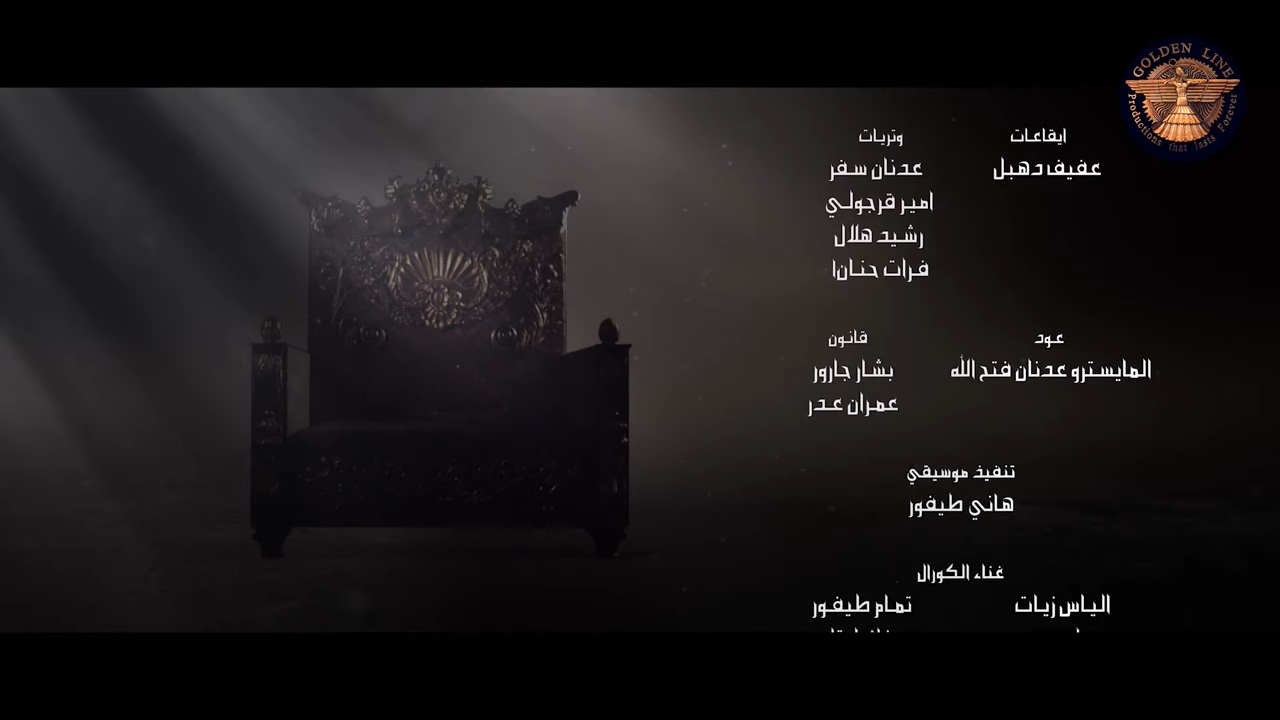 GOLDEN LINE
Productions that lasts Forever
ايقاعات
عفيف دهبل
وتريات
عدنان سفر
امير قرجولي
رشيد هلال
فرات حنانا
عود
المايسترو عدنان فتح الله
قانون
بشار جارور
عمران عدر
تنفيذ موسيقي
هاني طيفور
غناء الكورال
الياس زيات
تمام طيفور